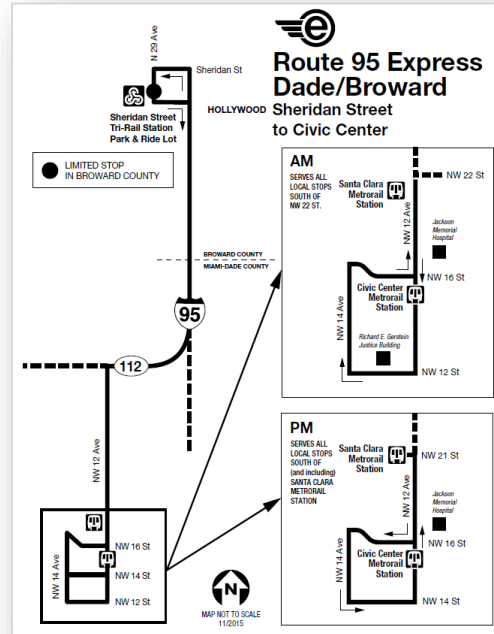 e
Route 95 Express
Dade/Broward
Sheridan Street
to Civic Center
N 29 Ave
Sheridan St
HOLLYWOOD
Sheridan Street
Tri-Rail Station
Park & Ride Lot
LIMITED STOP
IN BROWARD COUNTY
BROWARD COUNTY
MIAMI-DADE COUNTY
95
112
NW 12 Ave
NW 16 St
NW 14 St
NW 12 St
NW 14 Ave
N
MAP NOT TO SCALE
11/2015
AM
SERVES ALL
LOCAL STOPS
SOUTH OF
NW 22 ST.
Santa Clara
Metrorail
Station
NW 22 St
NW 12 Ave
Jackson
Memorial
Hospital
NW 16 St
Civic Center
Metrorail
Station
NW 14 Ave
Richard E. Gerstein
Justice Building
NW 12 St
PM
SERVES ALL
LOCAL STOPS
SOUTH OF
(and including)
SANTA CLARA
METRORAIL
STATION
Santa Clara
Metrorail
Station
NW 21 St
NW 12 Ave
Jackson
Memorial
Hospital
NW 16 St
Civic Center
Metrorail
Station
NW 14 Ave
NW 14 St